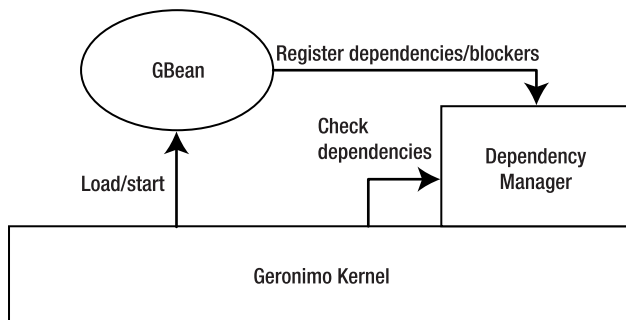 GBean
Register dependencies/blockers
Check
dependencies
Dependency
Manager
Load/start
Geronimo Kernel